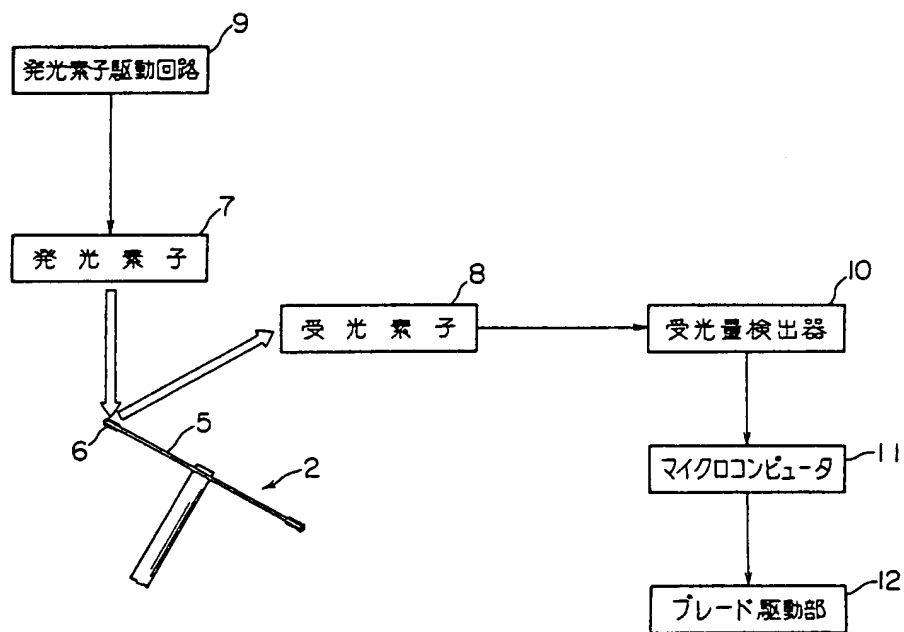 9
発光素子駆動回路
7
発光素子
8
受光素子
10
受光量検出器
6
5
2
マイクロコンピュータ
11
ブレード駆動部
12